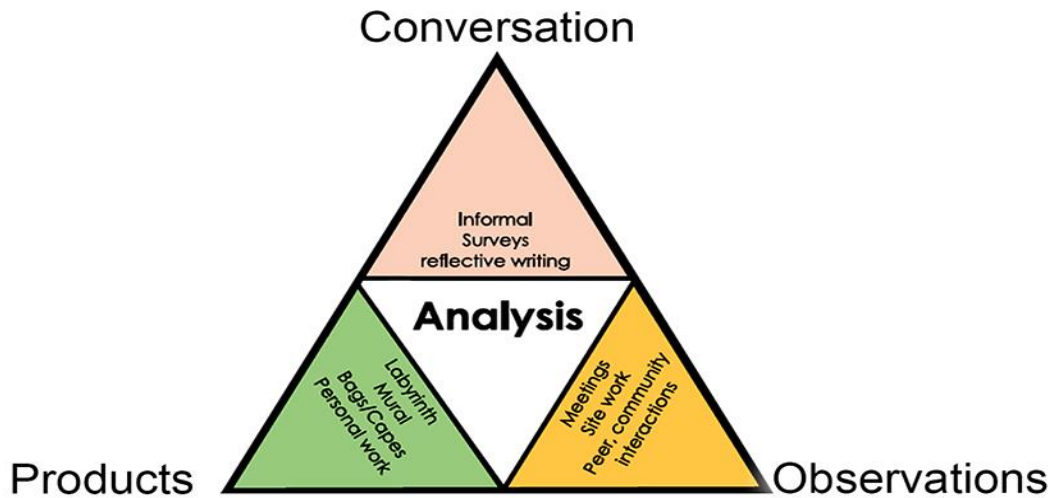 Conversation
Informal
Surveys
reflective writing
Analysis
Labyrinth
Mural
Bags/Capes
Personal work
Meetings
Site work
Peer, community
interactions
Products
Observations